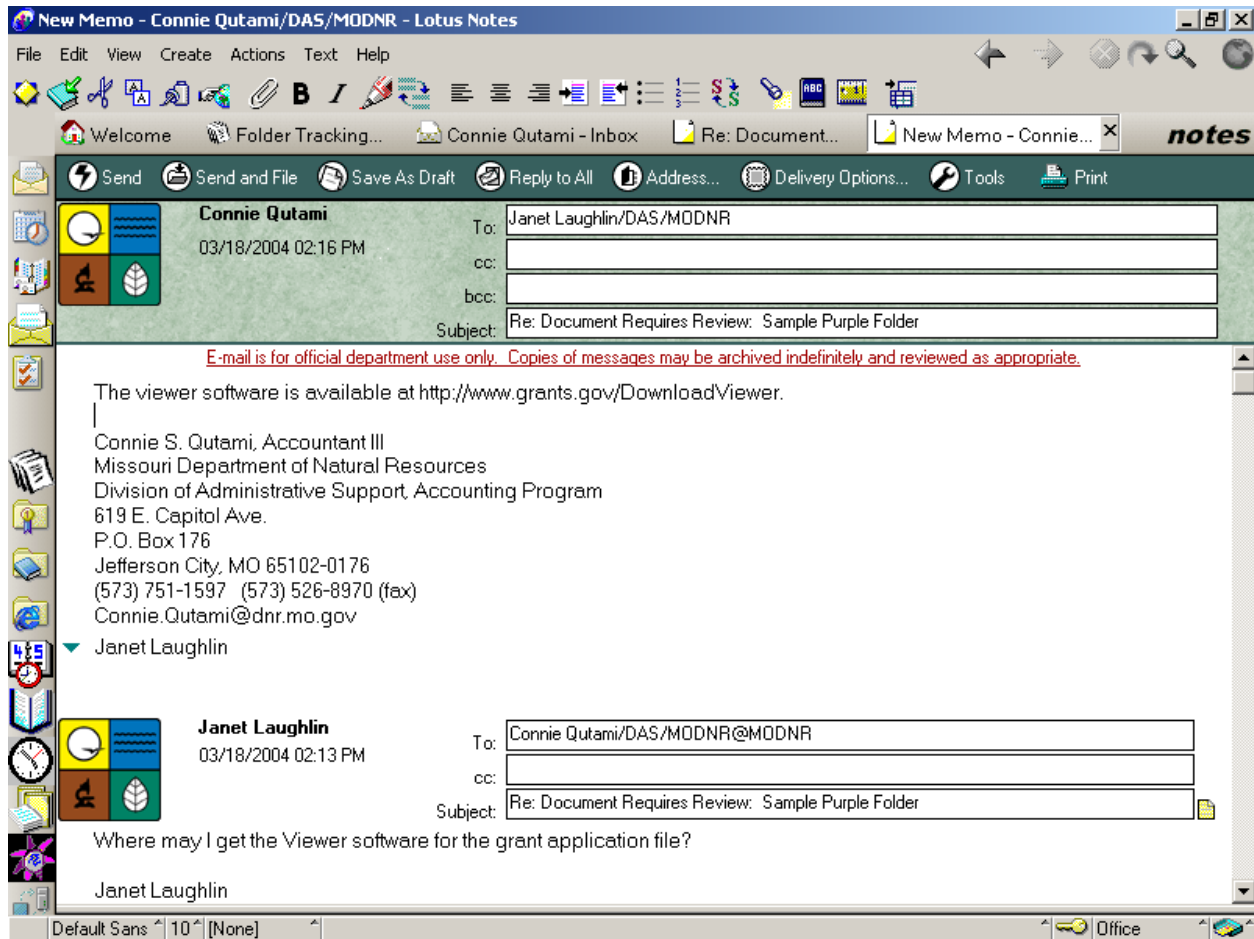 New Memo - Connie Qutami/DAS/MODNR - Lotus Notes
File Edit View Create Actions Text Help
B I ABC
Welcome Folder Tracking... Connie Qutami - Inbox Re: Document... New Memo - Connie... notes
Send Send and File Save As Draft Reply to All Address... Delivery Options... Tools Print
Connie Qutami
03/18/2004 02:16 PM
To: Janet Laughlin/DAS/MODNR
cc:
bcc:
Subject: Re: Document Requires Review: Sample Purple Folder
E-mail is for official department use only. Copies of messages may be archived indefinitely and reviewed as appropriate.
The viewer software is available at http://www.grants.gov/DownloadViewer.
Connie S. Qutami, Accountant III
Missouri Department of Natural Resources
Division of Administrative Support, Accounting Program
619 E. Capitol Ave.
P.O. Box 176
Jefferson City, MO 65102-0176
(573) 751-1597 (573) 526-8970 (fax)
Connie.Qutami@dnr.mo.gov
Janet Laughlin
Janet Laughlin
03/18/2004 02:13 PM
To: Connie Qutami/DAS/MODNR@MODNR
cc:
Subject: Re: Document Requires Review: Sample Purple Folder
Where may I get the Viewer software for the grant application file?
Janet Laughlin
Default Sans 10 [None] Office